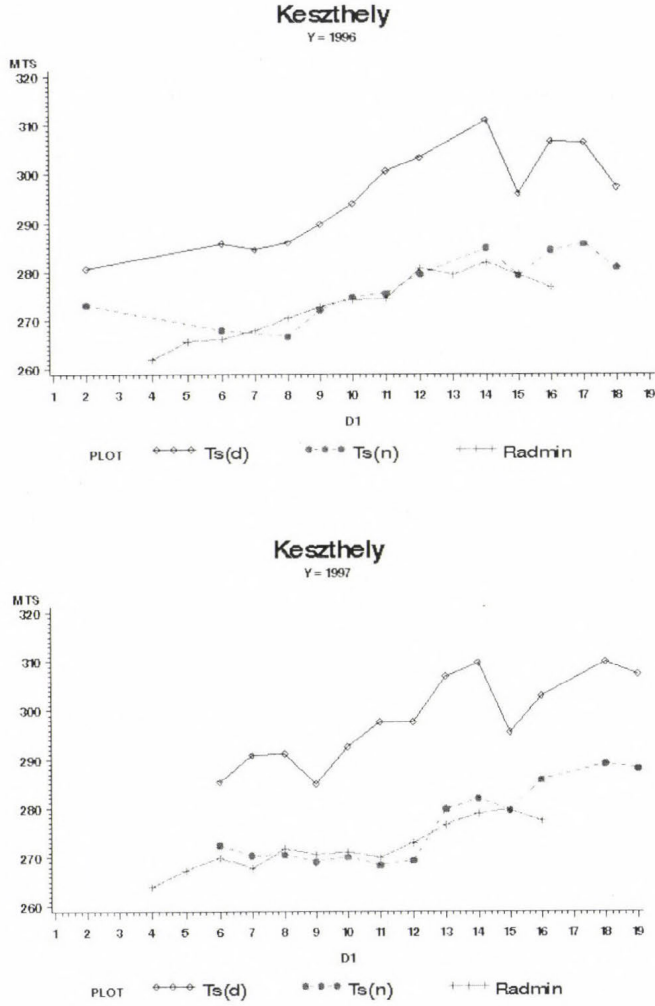 Keszthely
Y = 1996
MTS
320
310
300
290
280
270
260
1 2 3 4 5 6 7 8 9 10 11 12 13 14 15 16 17 18 19
D1
PLOT Ts(d) Ts(n) Radmin
Keszthely
Y = 1997
MTS
320
310
300
290
280
270
260
1 2 3 4 5 6 7 8 9 10 11 12 13 14 15 16 17 18 19
D1
PLOT Ts(d) Ts(n) Radmin